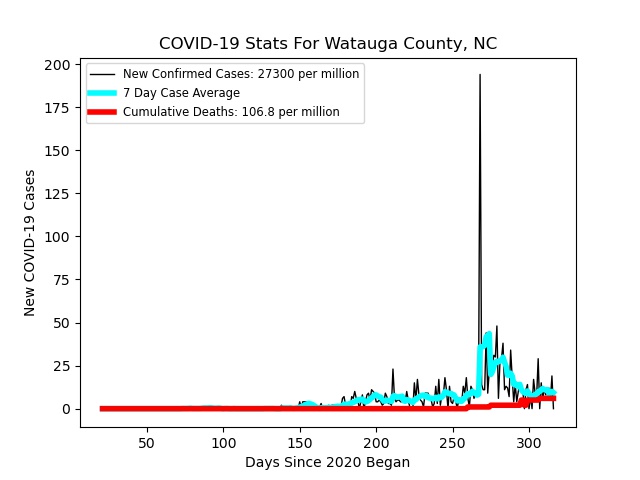 COVID-19 Stats For Watauga County, NC
New Confirmed Cases: 27300 per million
7 Day Case Average
Cumulative Deaths: 106.8 per million
New COVID-19 Cases
200
175
150
125
100
75
50
25
0
50 100 150 200 250 300
Days Since 2020 Began